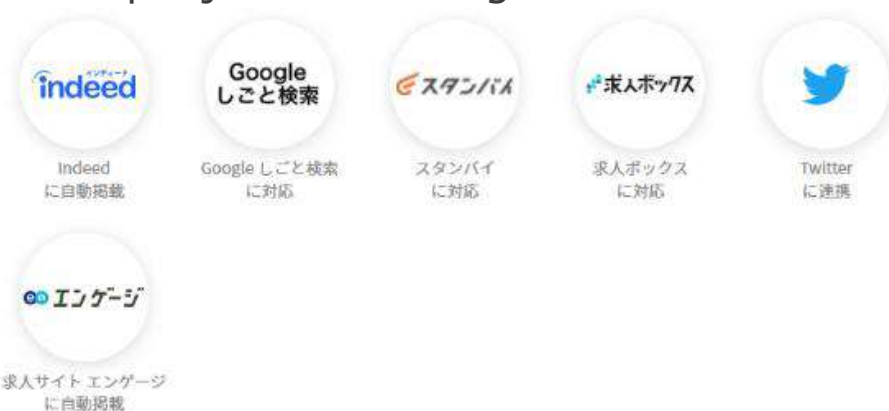 インディード
indeed
Google
しごと検索
スタンバイ
求人ボックス
Indeed
に自動掲載
Google しごと検索
に対応
スタンバイ
に対応
求人ボックス
に対応
Twitter
に連携
en エンゲージ
求人サイト エンゲージ
に自動掲載